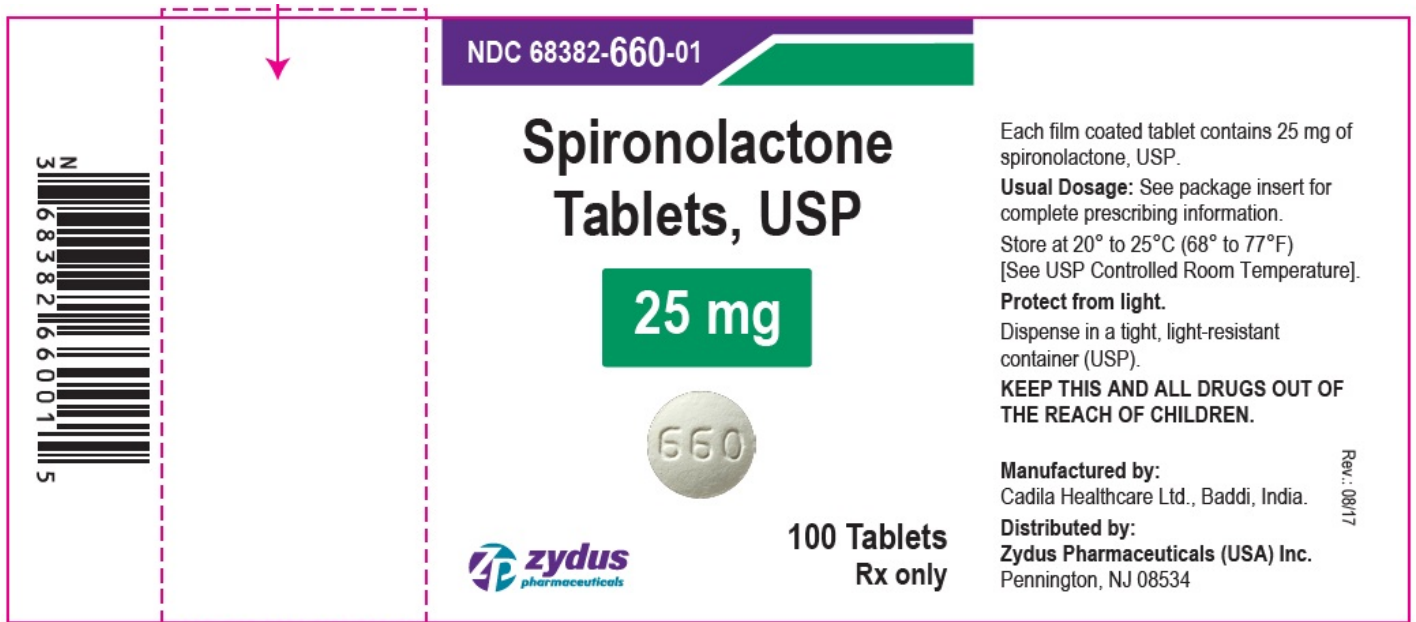 N
3 68382 66001 5
NDC 68382-660-01
Spironolactone
Tablets, USP
25 mg
660
zydus
pharmaceuticals
100 Tablets
Rx only
Each film coated tablet contains 25 mg of
spironolactone, USP.
Usual Dosage: See package insert for
complete prescribing information.
Store at 20° to 25°C (68° to 77°F)
[See USP Controlled Room Temperature].
Protect from light.
Dispense in a tight, light-resistant
container (USP).
KEEP THIS AND ALL DRUGS OUT OF
THE REACH OF CHILDREN.
Manufactured by:
Cadila Healthcare Ltd., Baddi, India.
Distributed by:
Zydus Pharmaceuticals (USA) Inc.
Pennington, NJ 08534
Rev.: 08/17